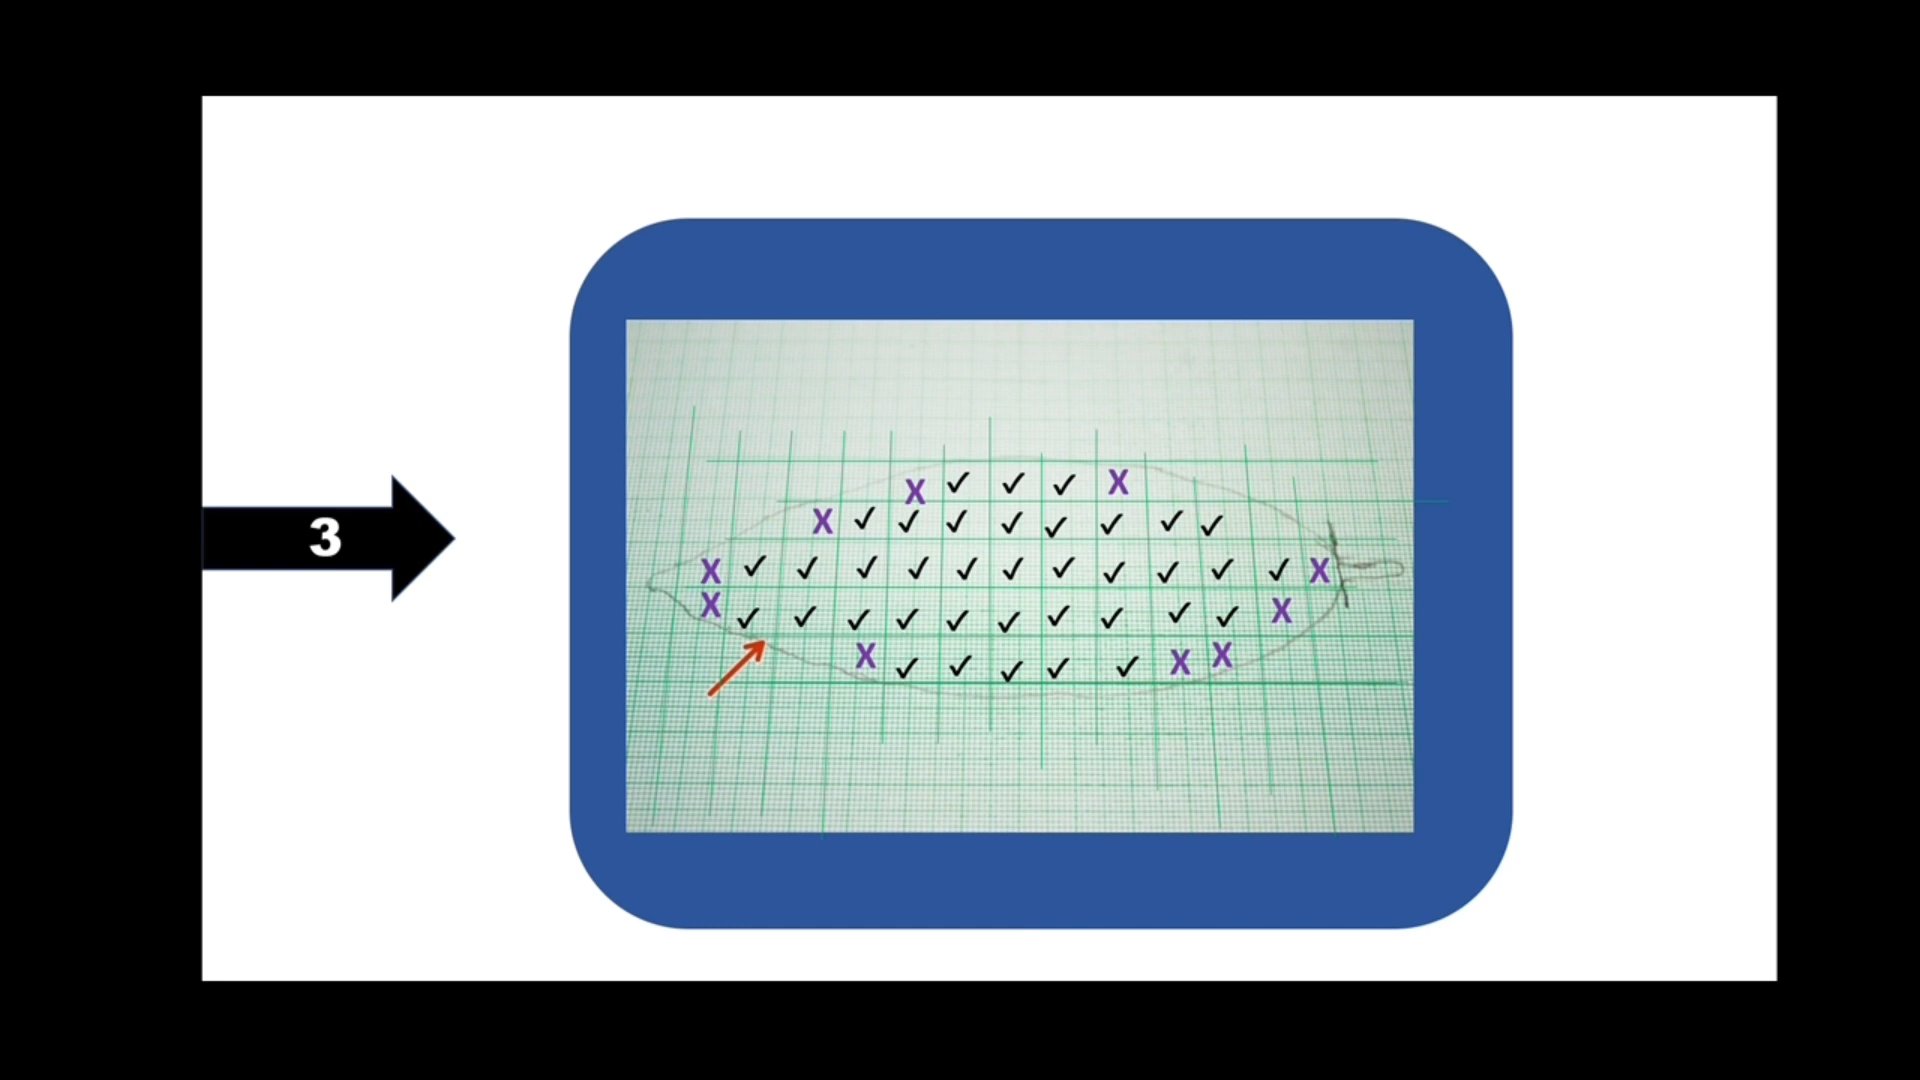 ✓ ✓ ✓ X
X
X ✓ ✓ ✓ ✓ ✓ ✓ ✓ ✓
3
X ✓ ✓ ✓ ✓ ✓ ✓ ✓ ✓ ✓ ✓ ✓ X
X ✓ ✓ ✓ ✓ ✓ ✓ ✓ ✓ ✓ ✓ X
X ✓ ✓ ✓ ✓ ✓ X X